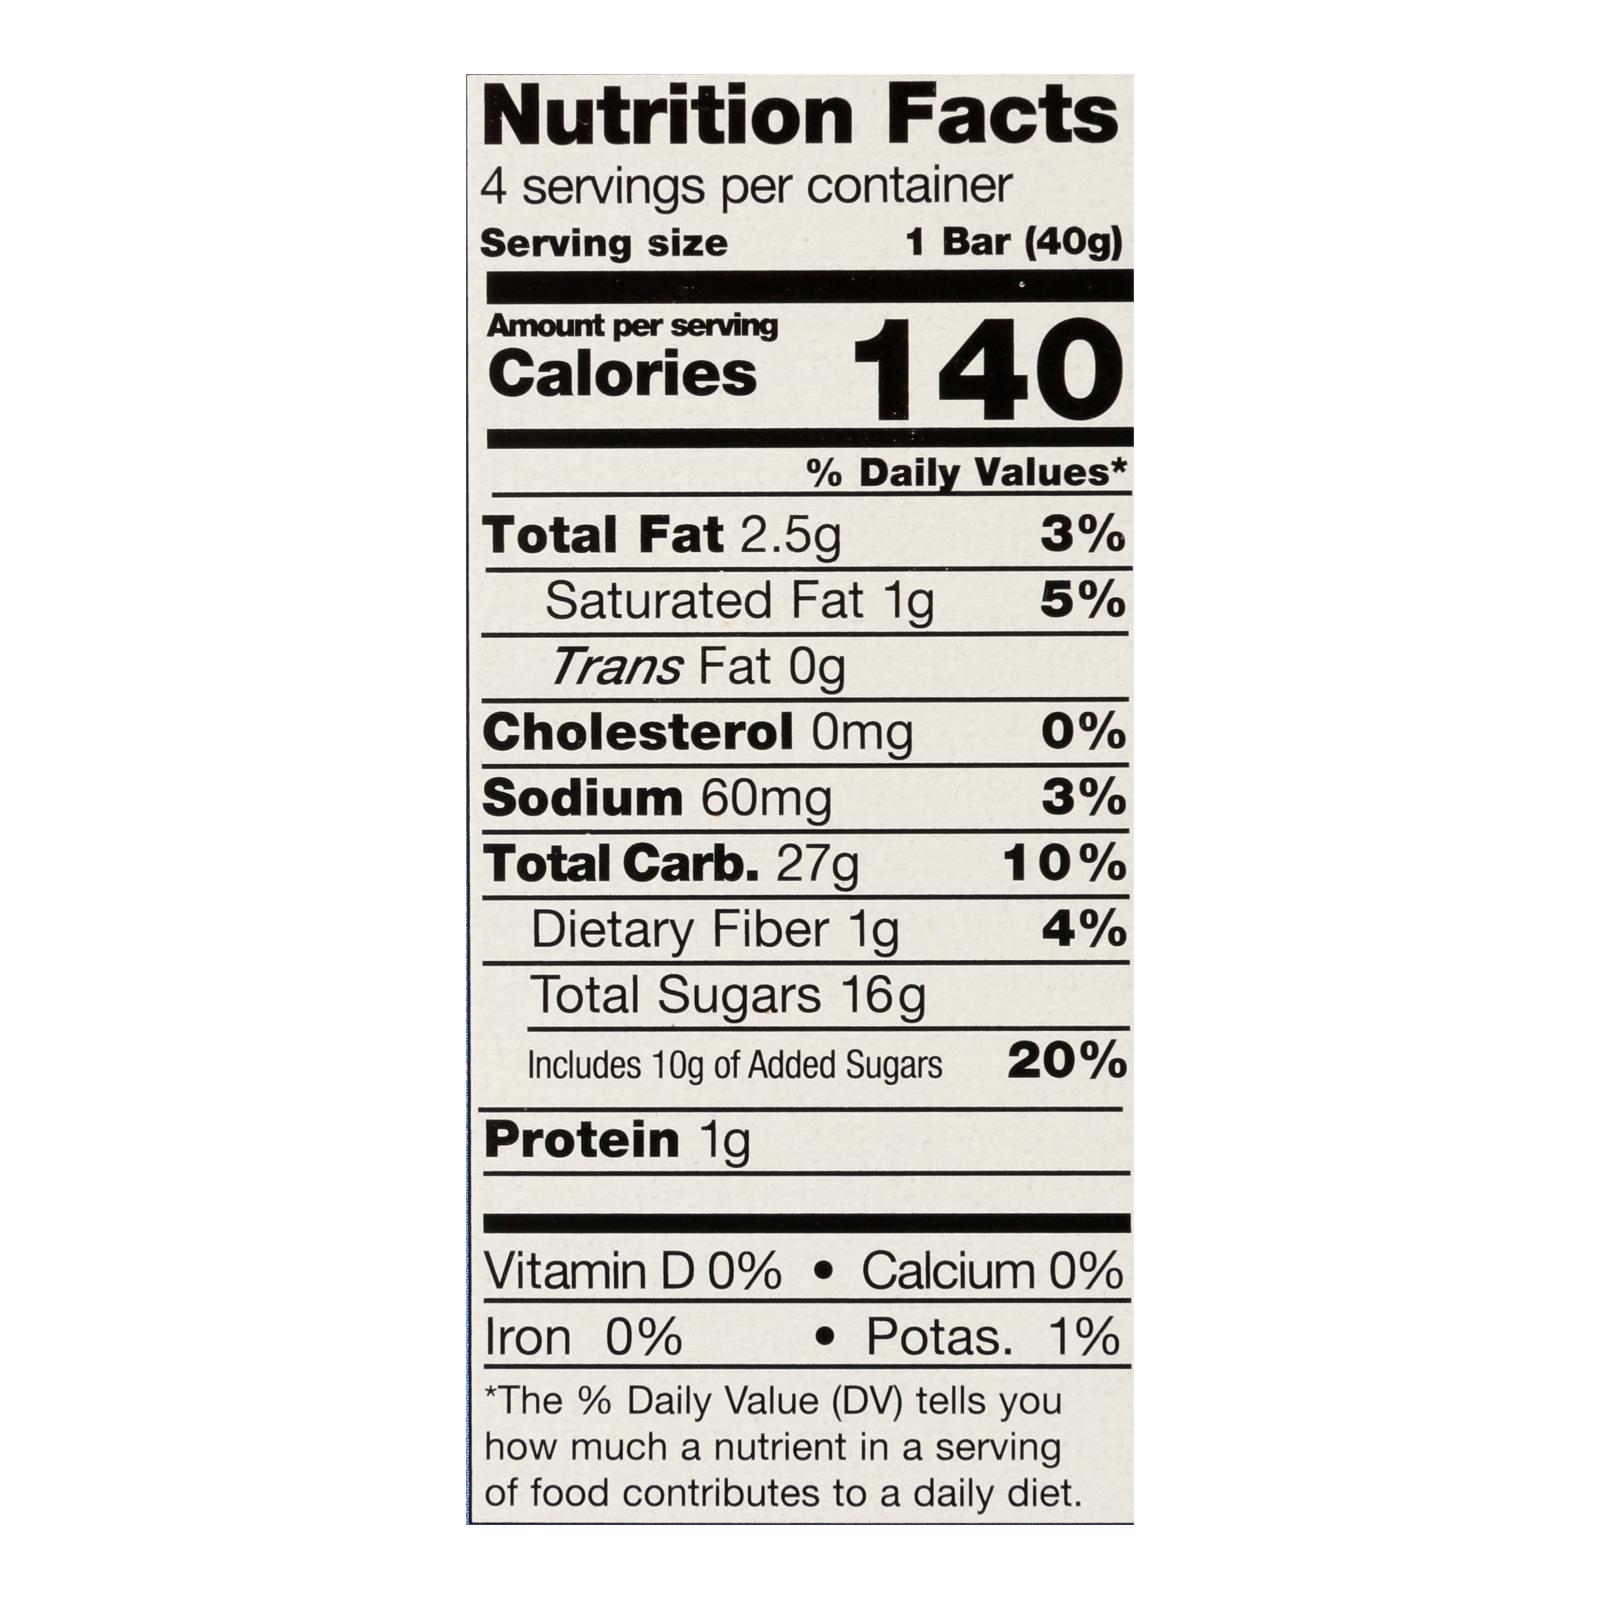 Nutrition Facts
4 servings per container
Serving size 1 Bar (40g)
Amount per serving
Calories 140
% Daily Values*
Total Fat 2.5g 3%
Saturated Fat 1g 5%
Trans Fat 0g
Cholesterol 0mg 0%
Sodium 60mg 3%
Total Carb. 27g 10%
Dietary Fiber 1g 4%
Total Sugars 16g
Includes 10g of Added Sugars 20%
Protein 1g
Vitamin D 0% • Calcium 0%
Iron 0% • Potas. 1%
*The % Daily Value (DV) tells you
how much a nutrient in a serving
of food contributes to a daily diet.